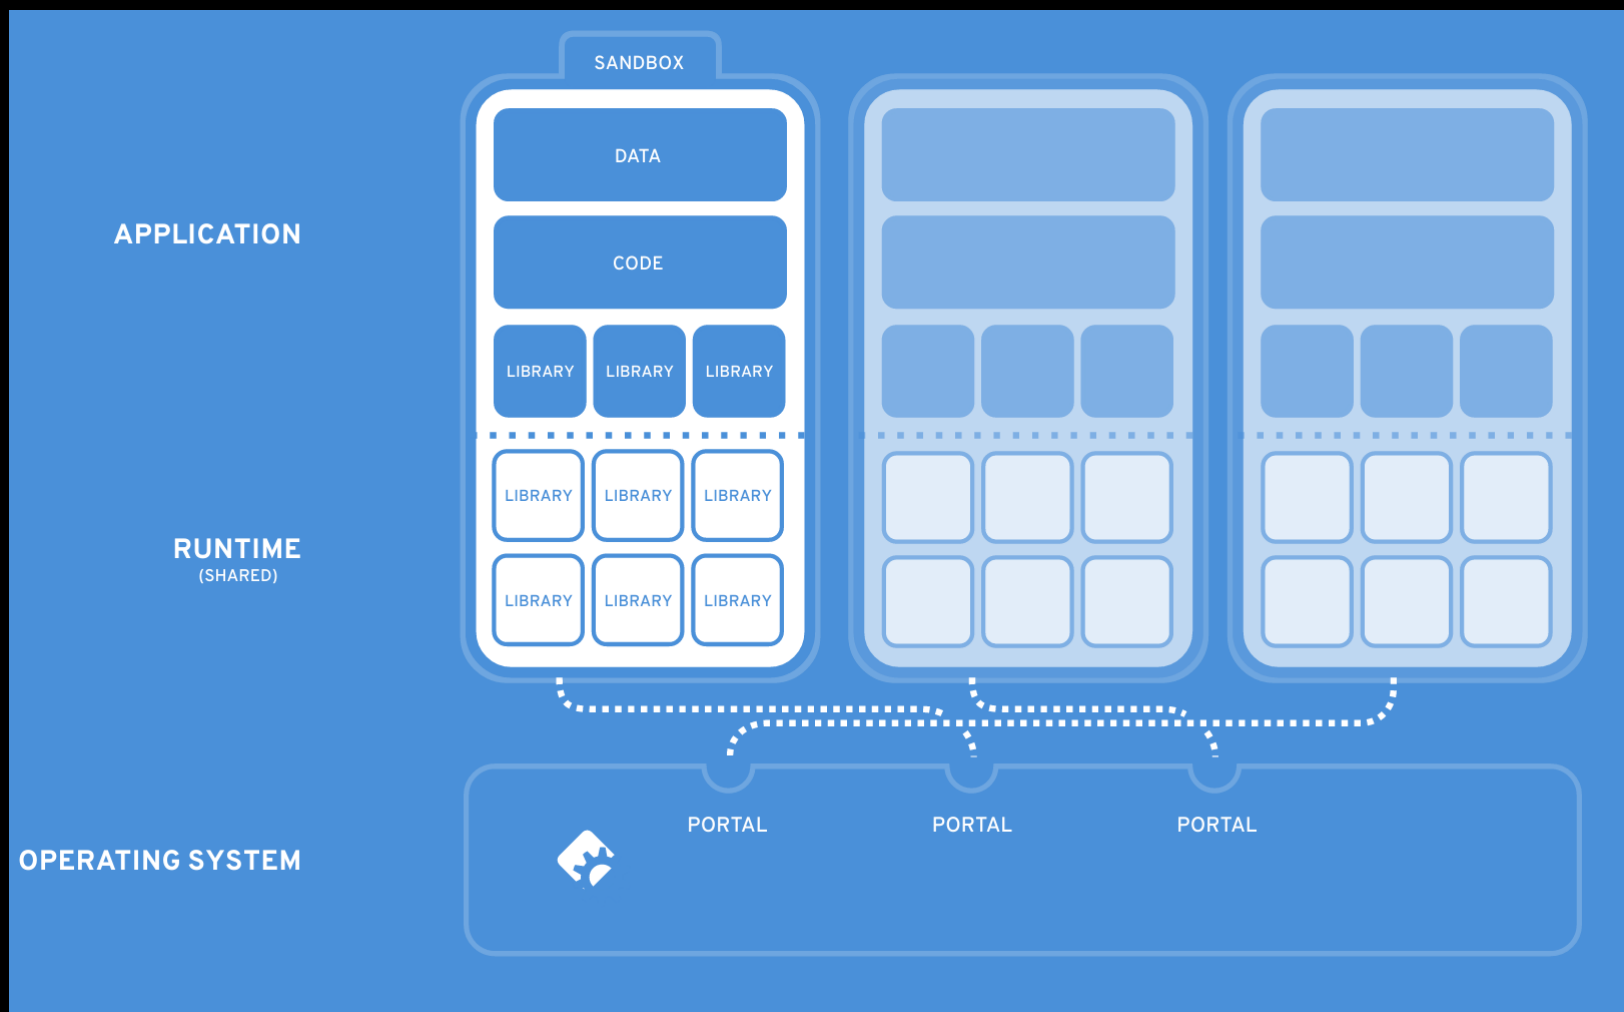 SANDBOX
DATA
APPLICATION
CODE
LIBRARY LIBRARY LIBRARY
LIBRARY LIBRARY LIBRARY
RUNTIME
(SHARED)
LIBRARY LIBRARY LIBRARY
PORTAL PORTAL PORTAL
OPERATING SYSTEM